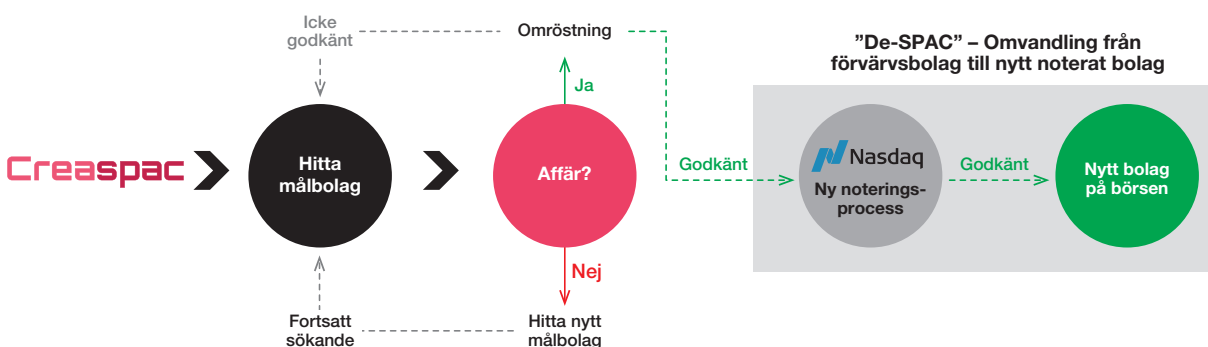 Icke
godkänt
Omröstning
”De-SPAC” – Omvandling från
förvärvsbolag till nytt noterat bolag
Ja
Creaspac
Hitta
målbolag
Affär?
Godkänt
Nasdaq
Ny noterings-
process
Godkänt
Nytt bolag
på börsen
Nej
Fortsatt
sökande
Hitta nytt
målbolag